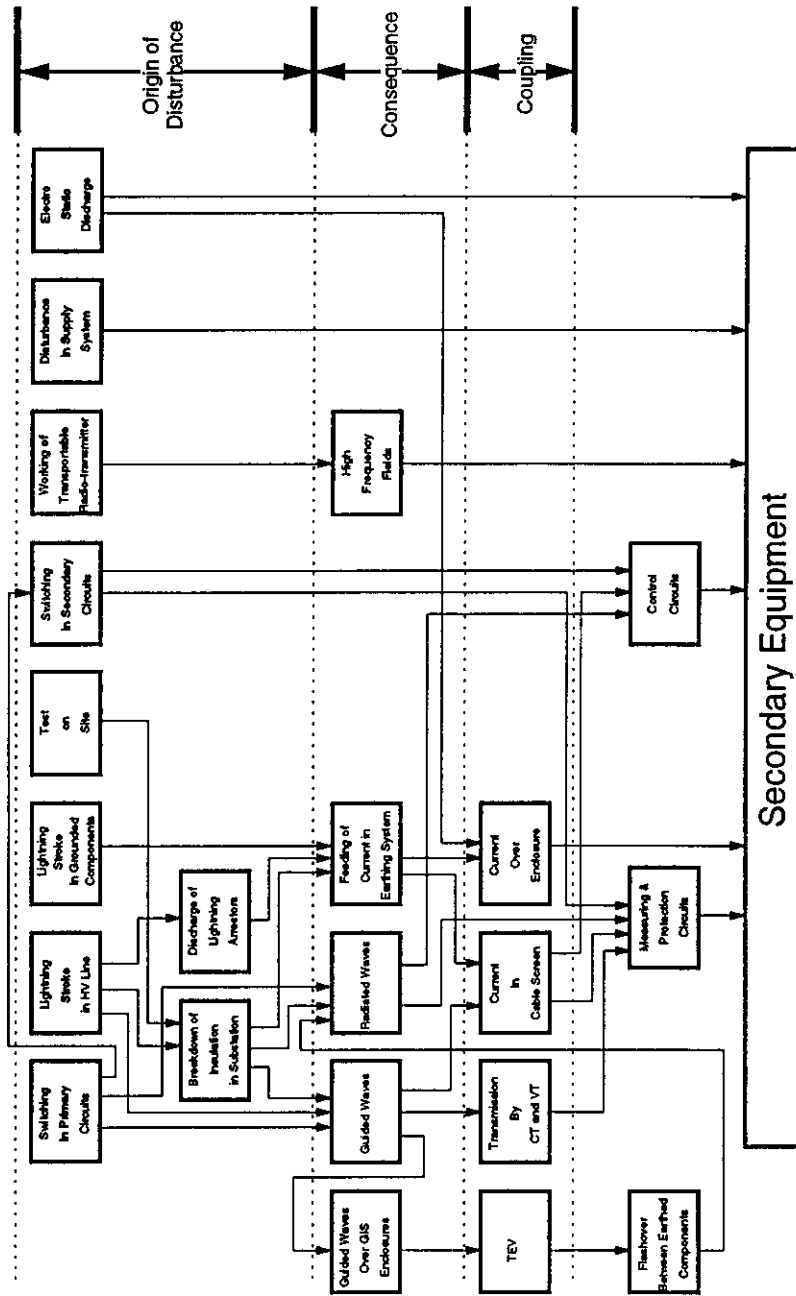 Switching
in Primary
Circuits
Lightning
Stroke
in HV Line
Lightning
Stroke
in Grounded
Components
Test
on
Site
Switching
in Secondary
Circuits
Working of
Transportable
Radio-transmitter
Disturbance
in Supply
System
Electro
Static
Discharge
Origin of
Disturbance
Breakdown of
Insulation
in Substation
Discharge of
Lightning
Arrestors
Guided Waves
Over GIS
Enclosures
Guided Waves
Radiated Waves
Feeding of
Current in
Earthing System
High
Frequency
Fields
Consequence
TEV
Transmission
By
CT and VT
Current
in
Cable Screen
Current
Over
Enclosure
Coupling
Flashover
Between Earthed
Components
Measuring &
Protection
Circuits
Control
Circuits
Secondary Equipment